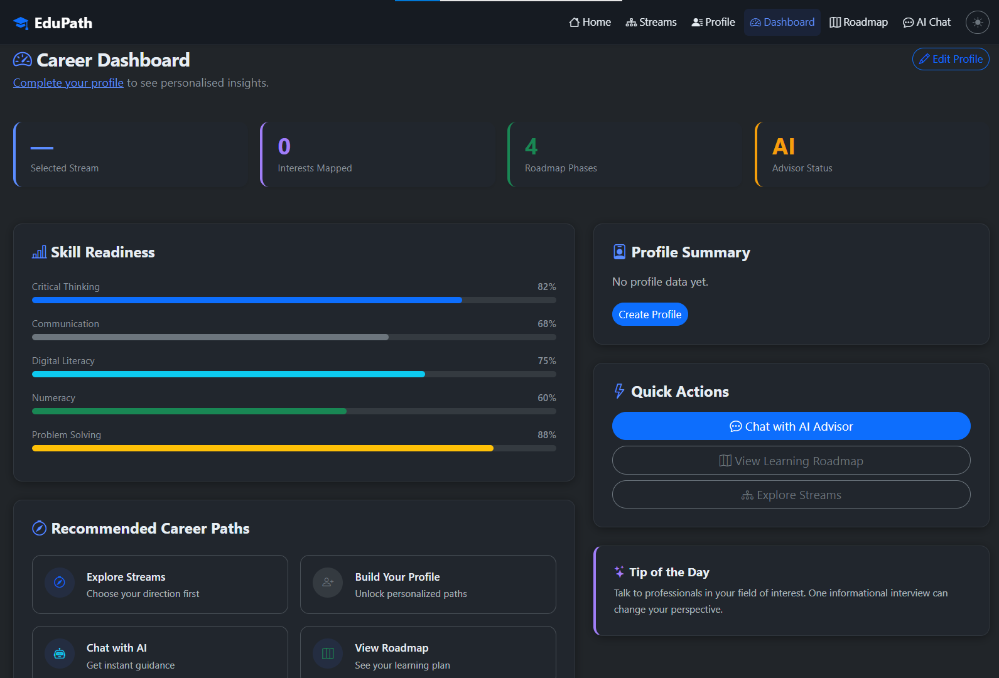 EduPath
Home
Streams
Profile
Dashboard
Roadmap
AI Chat
Career Dashboard
Edit Profile
Complete your profile to see personalised insights.
—
Selected Stream
0
Interests Mapped
4
Roadmap Phases
AI
Advisor Status
Skill Readiness
Critical Thinking 82%
Communication 68%
Digital Literacy 75%
Numeracy 60%
Problem Solving 88%
Profile Summary
No profile data yet.
Create Profile
Quick Actions
Chat with AI Advisor
View Learning Roadmap
Explore Streams
Recommended Career Paths
Explore Streams
Choose your direction first
Build Your Profile
Unlock personalized paths
Chat with AI
Get instant guidance
View Roadmap
See your learning plan
Tip of the Day
Talk to professionals in your field of interest. One informational interview can
change your perspective.